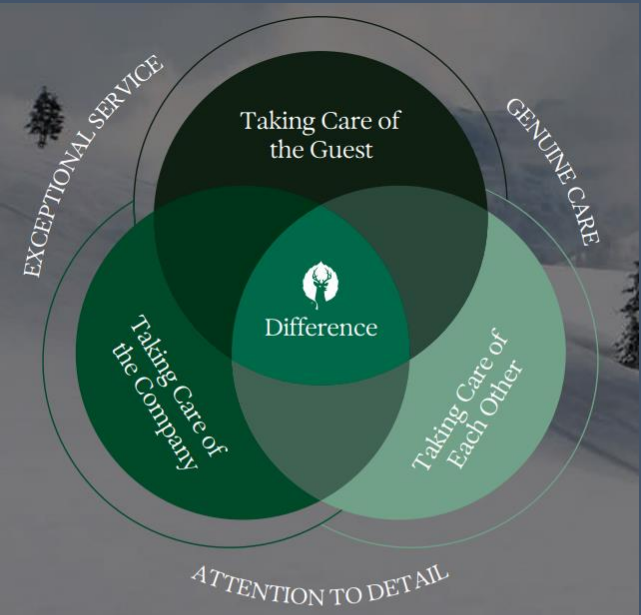 EXCEPTIONAL SERVICE
GENUINE CARE
Taking Care of
the Guest
Difference
Taking Care of
the Company
Taking Care of
Each Other
ATTENTION TO DETAIL